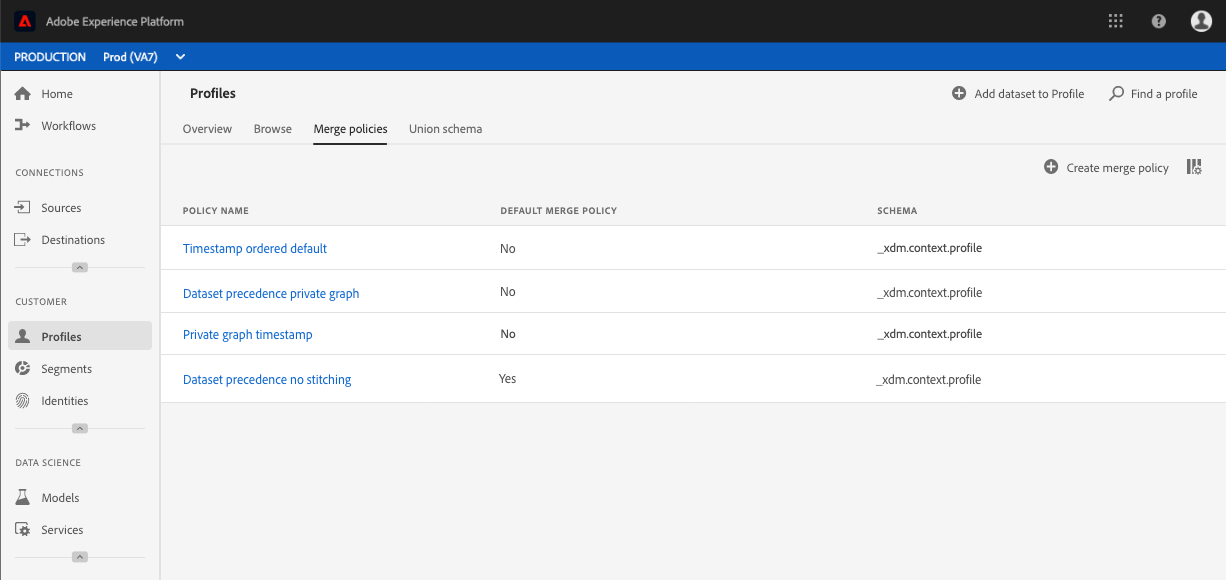 Adobe Experience Platform
PRODUCTION Prod (VA7)
Home
Workflows
CONNECTIONS
Sources
Destinations
CUSTOMER
Profiles
Segments
Identities
DATA SCIENCE
Models
Services
Profiles
Add dataset to Profile Find a profile
Overview Browse Merge policies Union schema
Create merge policy
POLICY NAME DEFAULT MERGE POLICY SCHEMA
Timestamp ordered default No _xdm.context.profile
Dataset precedence private graph No _xdm.context.profile
Private graph timestamp No _xdm.context.profile
Dataset precedence no stitching Yes _xdm.context.profile